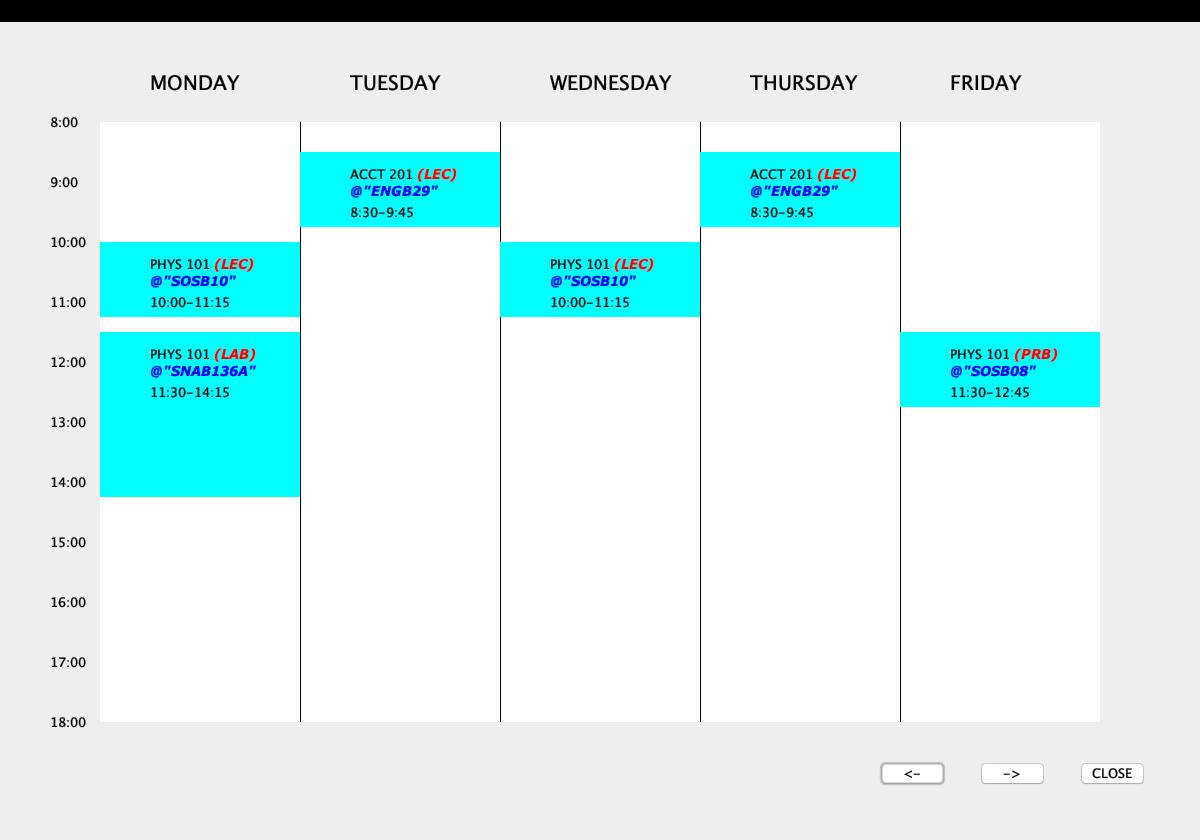 MONDAY TUESDAY WEDNESDAY THURSDAY FRIDAY
8:00
ACCT 201 (LEC) ACCT 201 (LEC)
9:00
@"ENGB29" @"ENGB29"
8:30-9:45 8:30-9:45
10:00
PHYS 101 (LEC) PHYS 101 (LEC)
@"SOSB10" @"SOSB10"
11:00 10:00-11:15 10:00-11:15
PHYS 101 (LAB) PHYS 101 (PRB)
12:00
@"SNAB136A" @"SOSB08"
11:30-14:15 11:30-12:45
13:00
14:00
15:00
16:00
17:00
18:00
<- -> CLOSE